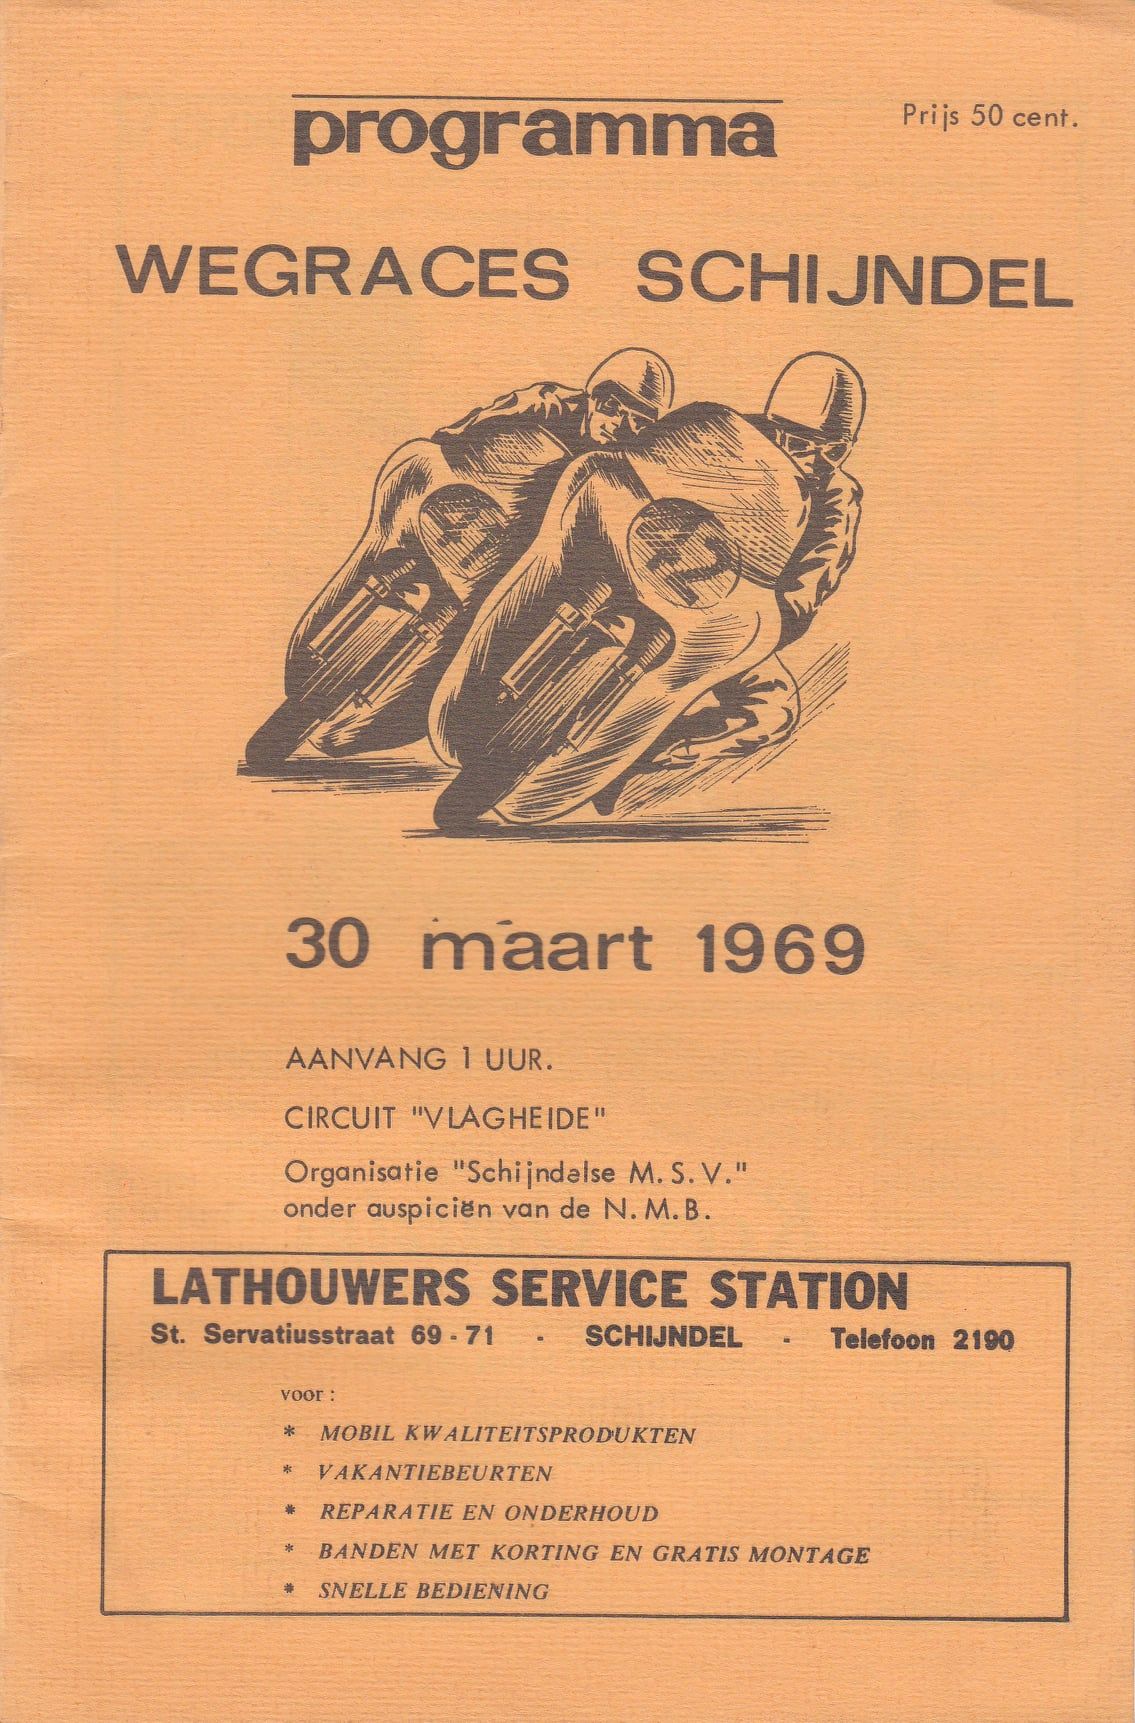 programma
Prijs 50 cent.
WEGRACES SCHIJNDEL
30 maart 1969
AANVANG 1 UUR.
CIRCUIT "VLAGHEIDE"
Organisatie "Schijndelse M.S.V."
onder auspiciën van de N.M.B.
LATHOUWERS SERVICE STATION
St. Servatiusstraat 69 - 71 - SCHIJNDEL - Telefoon 2190
voor :
* MOBIL KWALITEITSPRODUKTEN
* VAKANTIEBEURTEN
* REPARATIE EN ONDERHOUD
* BANDEN MET KORTING EN GRATIS MONTAGE
* SNELLE BEDIENING